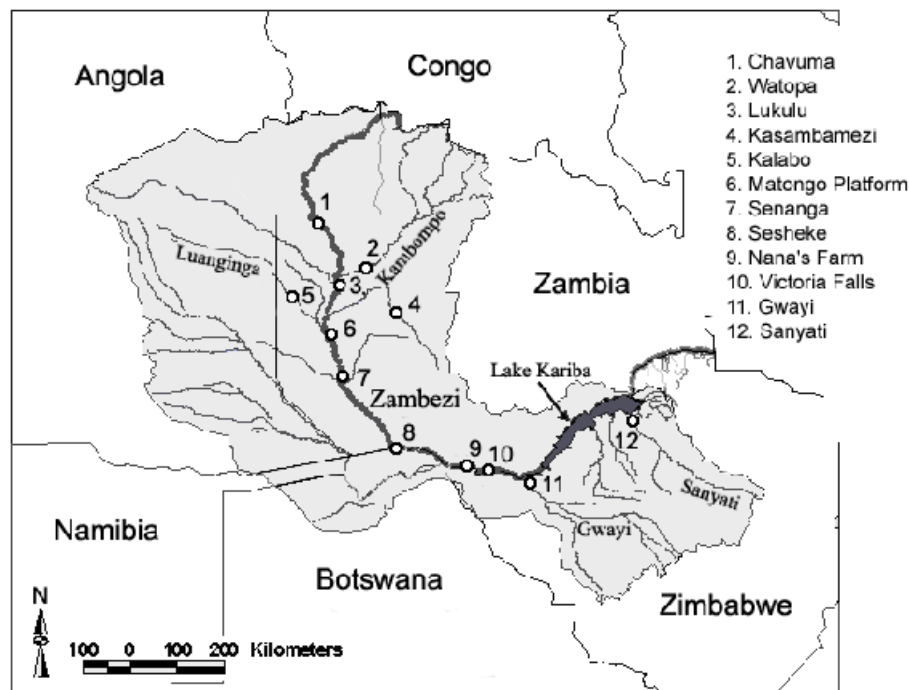 Angola
Congo
1. Chavuma
2. Watopa
3. Lukulu
4. Kasambamezi
5. Kalabo
6. Matongo Platform
7. Senanga
8. Sesheke
9. Nana's Farm
10. Victoria Falls
11. Gwayi
12. Sanyati
1
2
Kambompo
Luanginga
3
5
4
Zambia
6
Lake Kariba
7
Zambezi
8
9
10
11
12
Sanyati
Gwayi
Namibia
Botswana
Zimbabwe
N
100 0 100 200 Kilometers